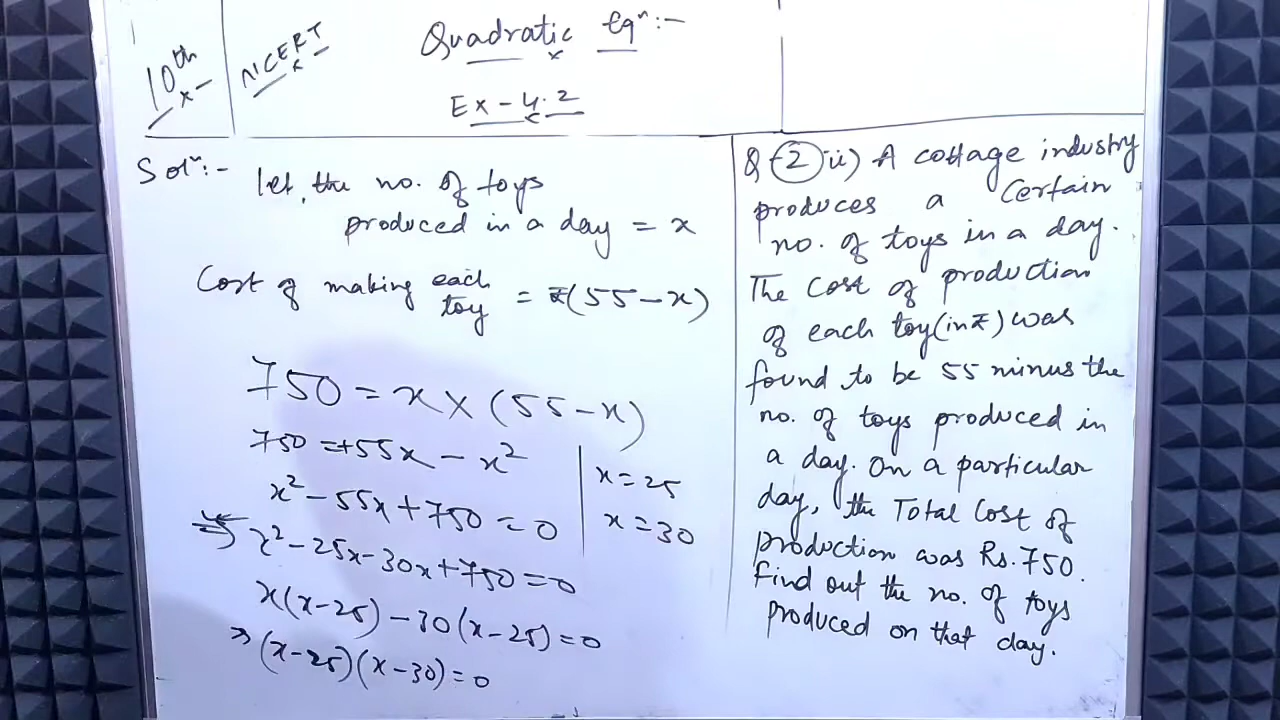 10th
NCERT
Quadratic Eqⁿ:-
Ex - 4.2
Solⁿ:- let, the no. of toys
produced in a day = x
Cost of making each
toy = ₹(55-x)
750 = x × (55-x)
750 = +55x - x²
x² - 55x + 750 = 0
⇒ x² - 25x - 30x + 750 = 0
x(x-25) - 30(x-25) = 0
⇒ (x-25)(x-30) = 0
x = 25
x = 30
Q-2 ii) A cottage industry
produces a certain
no. of toys in a day.
The cost of production
of each toy(in ₹) was
found to be 55 minus the
no. of toys produced in
a day. On a particular
day, the Total Cost of
production was Rs. 750.
Find out the no. of toys
produced on that day.